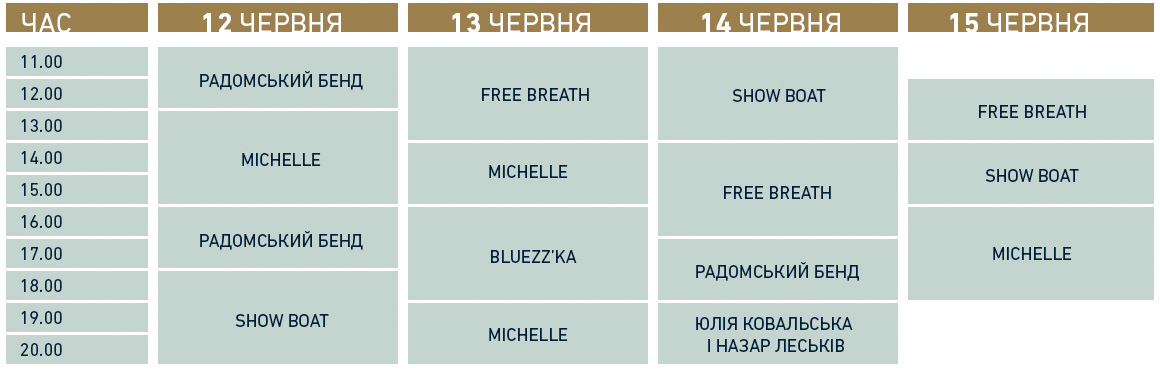 ЧАС 12 ЧЕРВНЯ 13 ЧЕРВНЯ 14 ЧЕРВНЯ 15 ЧЕРВНЯ
11.00
12.00
13.00
14.00
15.00
16.00
17.00
18.00
19.00
20.00
РАДОМСЬКИЙ БЕНД
MICHELLE
РАДОМСЬКИЙ БЕНД
SHOW BOAT
FREE BREATH
MICHELLE
BLUEZZ'KA
MICHELLE
SHOW BOAT
FREE BREATH
РАДОМСЬКИЙ БЕНД
ЮЛІЯ КОВАЛЬСЬКА
І НАЗАР ЛЕСЬКІВ
FREE BREATH
SHOW BOAT
MICHELLE